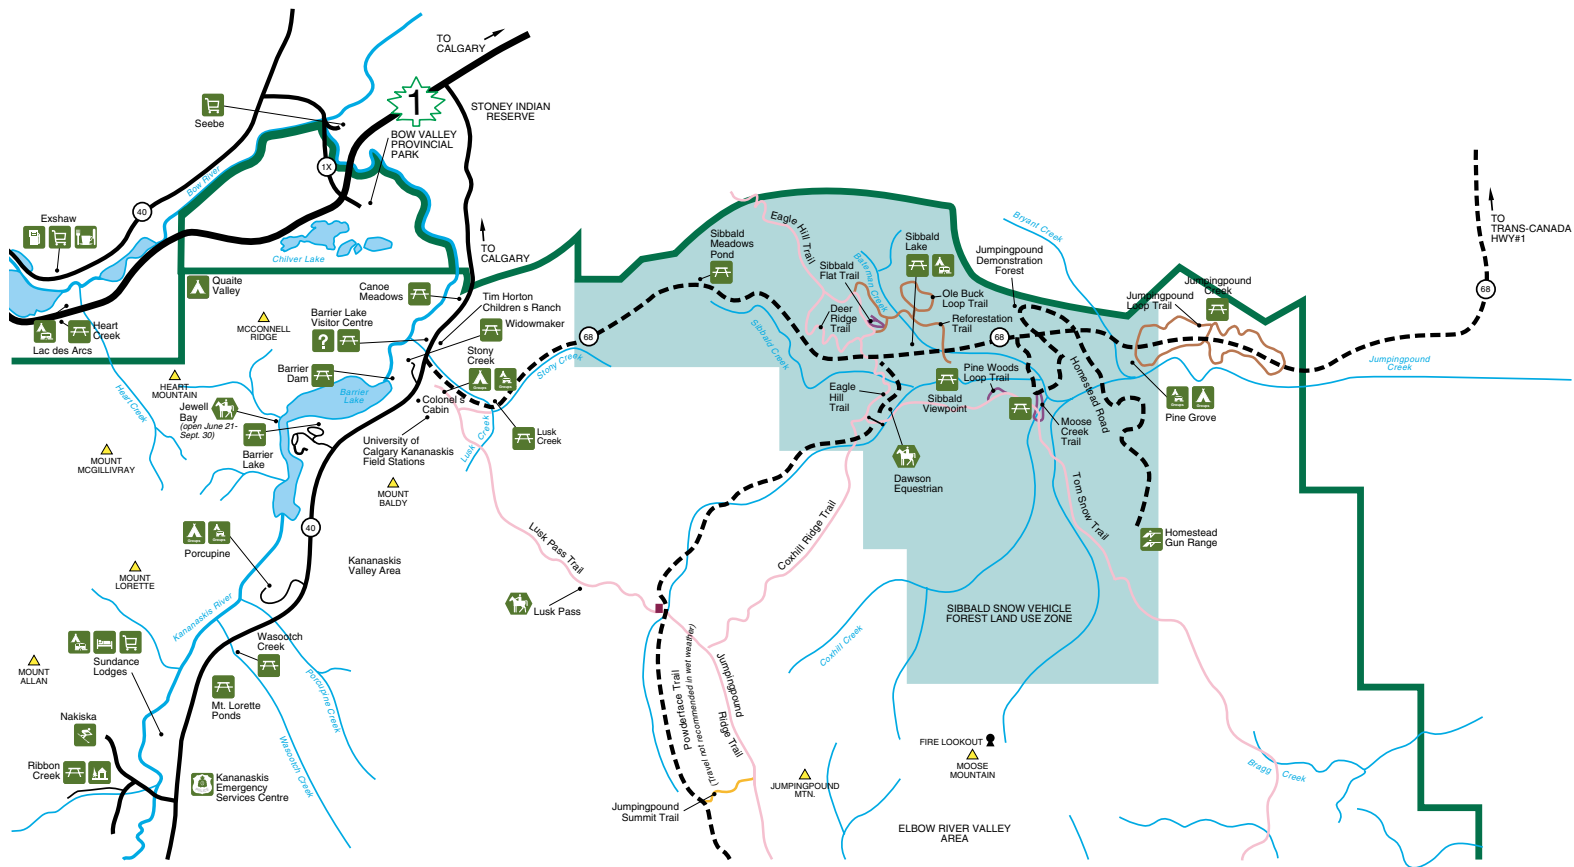 TO
CALGARY
1
STONEY INDIAN
RESERVE
Seebe
BOW VALLEY
PROVINCIAL
PARK
1X
Bow River
40
Exshaw
Chilver Lake
TO
CALGARY
Quaite
Valley
Canoe
Meadows
Tim Horton
Children s Ranch
Barrier Lake
Visitor Centre
?
Widowmaker
MCCONNELL
RIDGE
Heart
Creek
Lac des Arcs
Stony
Creek
Groups
Groups
68
Stony Creek
Barrier
Dam
HEART
MOUNTAIN
Heart Creek
Barrier
Lake
Colonel s
Cabin
Jewell
Bay
(open June 21-
Sept. 30)
Barrier
Lake
University of
Calgary Kananaskis
Field Stations
Lusk Creek
Lusk
Creek
MOUNT
MCGILLIVRAY
MOUNT
BALDY
40
Groups
Groups
Porcupine
Kananaskis
Valley Area
Lusk Pass Trail
Lusk Pass
MOUNT
LORETTE
Kananaskis River
Wasootch
Creek
Sundance
Lodges
MOUNT
ALLAN
Mt. Lorette
Ponds
Porcupine Creek
Wasootch Creek
Nakiska
Ribbon
Creek
Kananaskis
Emergency
Services Centre
Sibbald
Meadows
Pond
Eagle
Hill Trail
Sibbald
Flat Trail
Bateman Creek
Sibbald
Lake
Bryant Creek
Jumpingpound
Demonstration
Forest
Ole Buck
Loop Trail
Reforestation
Trail
Deer
Ridge
Trail
Sibbald Creek
68
Jumpingpound
Loop Trail
Jumpingpound
Creek
TO
TRANS-CANADA
HWY#1
68
Jumpingpound
Creek
Eagle
Hill
Trail
Pine Woods
Loop Trail
Sibbald
Viewpoint
Homestead Road
Moose
Creek
Trail
Groups
Groups
Pine Grove
Dawson
Equestrian
Tom Snow Trail
Coxhill Ridge Trail
Homestead
Gun Range
SIBBALD SNOW VEHICLE
FOREST LAND USE ZONE
Coxhill Creek
Powderface Trail
(Travel not recommended in wet weather)
Jumpingpound
Ridge Trail
FIRE LOOKOUT
MOOSE
MOUNTAIN
JUMPINGPOUND
MTN.
Jumpingpound
Summit Trail
Bragg Creek
ELBOW RIVER VALLEY
AREA